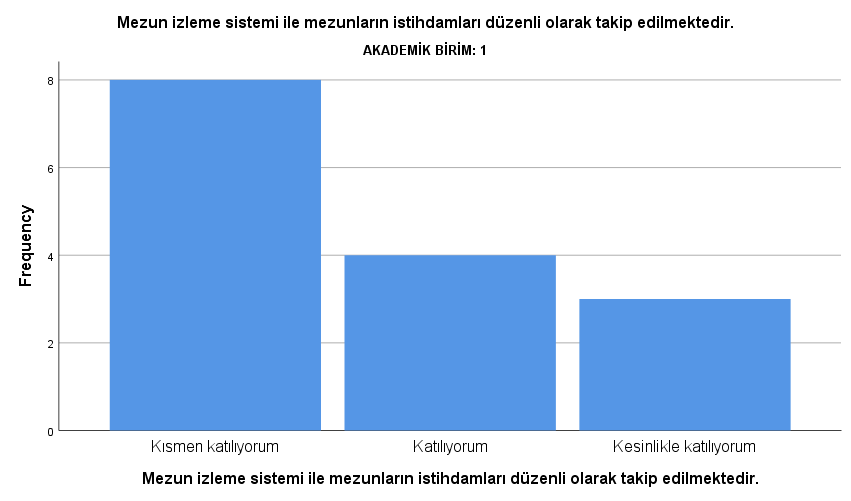 Mezun izleme sistemi ile mezunların istihdamları düzenli olarak takip edilmektedir.
AKADEMİK BİRİM: 1
8
6
4
2
0
Frequency
Kısmen katılıyorum
Katılıyorum
Kesinlikle katılıyorum
Mezun izleme sistemi ile mezunların istihdamları düzenli olarak takip edilmektedir.